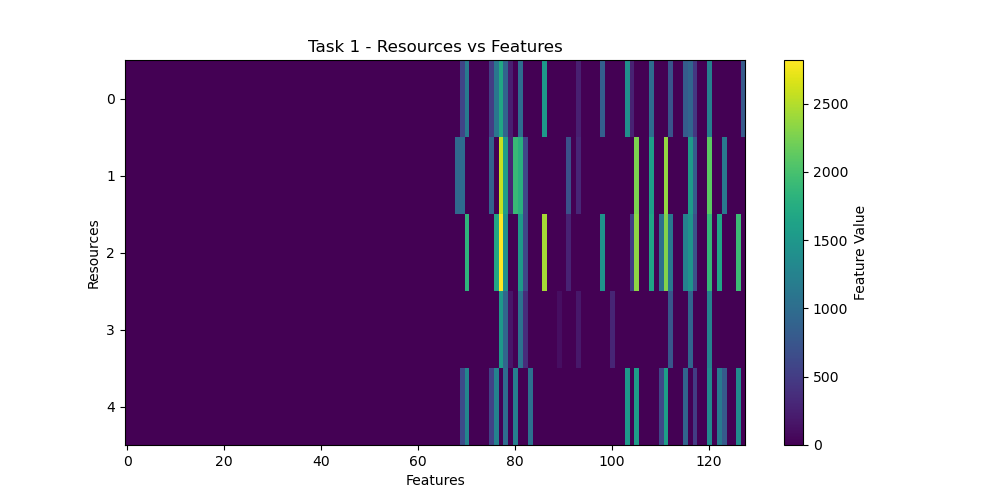 Task 1 - Resources vs Features
Resources
0
1
2
3
4
0 20 40 60 80 100 120
Features
2500
2000
1500
1000
500
0
Feature Value